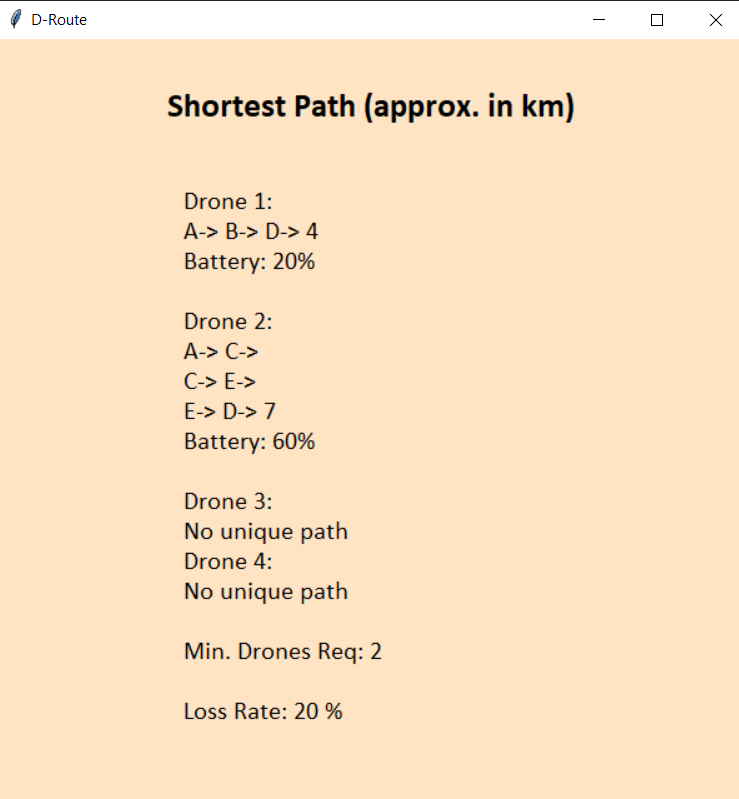 D-Route
Shortest Path (approx. in km)
Drone 1:
A-> B-> D-> 4
Battery: 20%
Drone 2:
A-> C->
C-> E->
E-> D-> 7
Battery: 60%
Drone 3:
No unique path
Drone 4:
No unique path
Min. Drones Req: 2
Loss Rate: 20 %